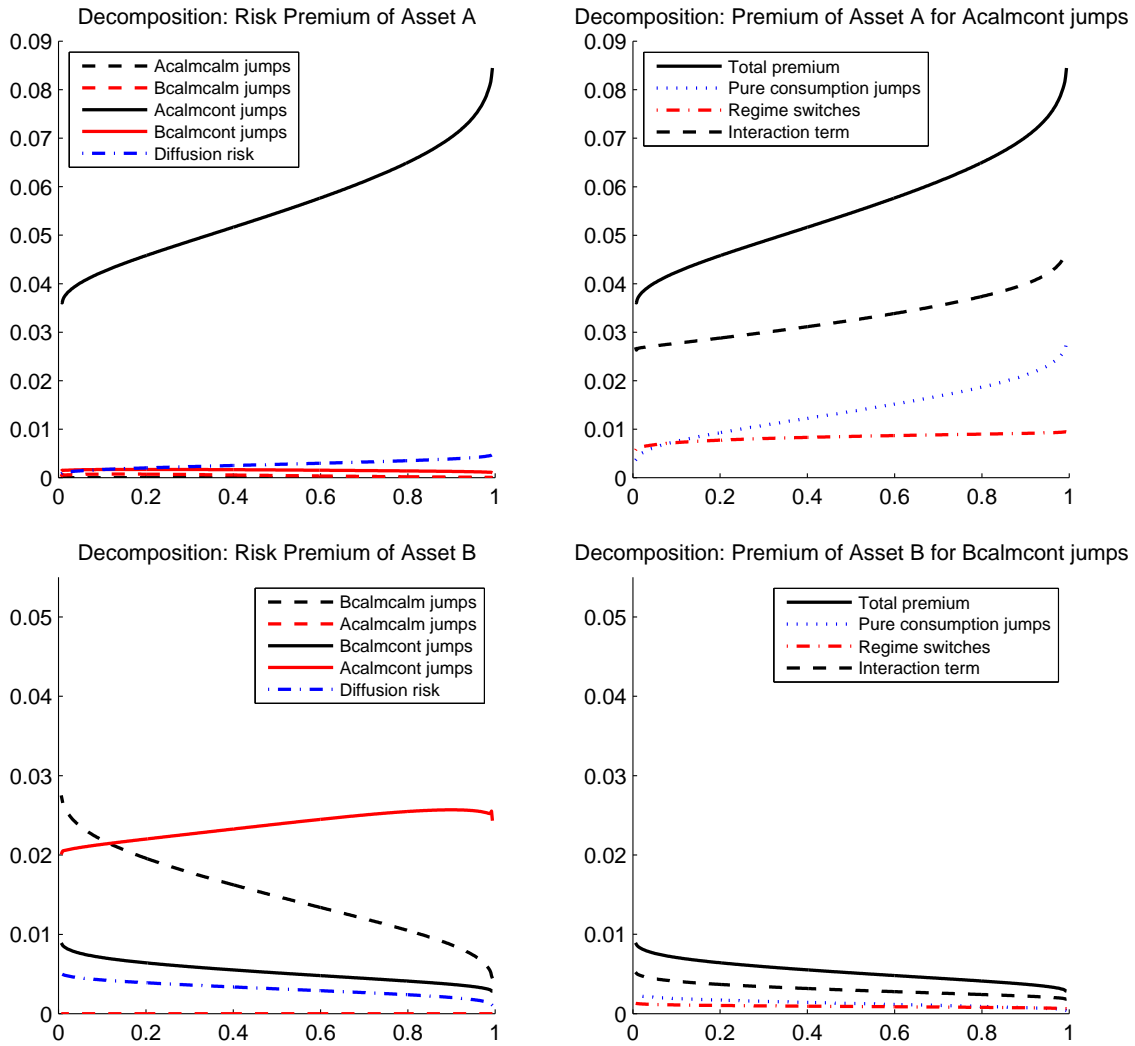 Decomposition: Risk Premium of Asset A
0.09
0.08
0.07
0.06
0.05
0.04
0.03
0.02
0.01
0
0 0.2 0.4 0.6 0.8 1
Acalmcalm jumps
Bcalmcalm jumps
Acalmcont jumps
Bcalmcont jumps
Diffusion risk
Decomposition: Premium of Asset A for Acalmcont jumps
0.09
0.08
0.07
0.06
0.05
0.04
0.03
0.02
0.01
0
0 0.2 0.4 0.6 0.8 1
Total premium
Pure consumption jumps
Regime switches
Interaction term
Decomposition: Risk Premium of Asset B
0.05
0.04
0.03
0.02
0.01
0
0 0.2 0.4 0.6 0.8 1
Bcalmcalm jumps
Acalmcalm jumps
Bcalmcont jumps
Acalmcont jumps
Diffusion risk
Decomposition: Premium of Asset B for Bcalmcont jumps
0.05
0.04
0.03
0.02
0.01
0
0 0.2 0.4 0.6 0.8 1
Total premium
Pure consumption jumps
Regime switches
Interaction term